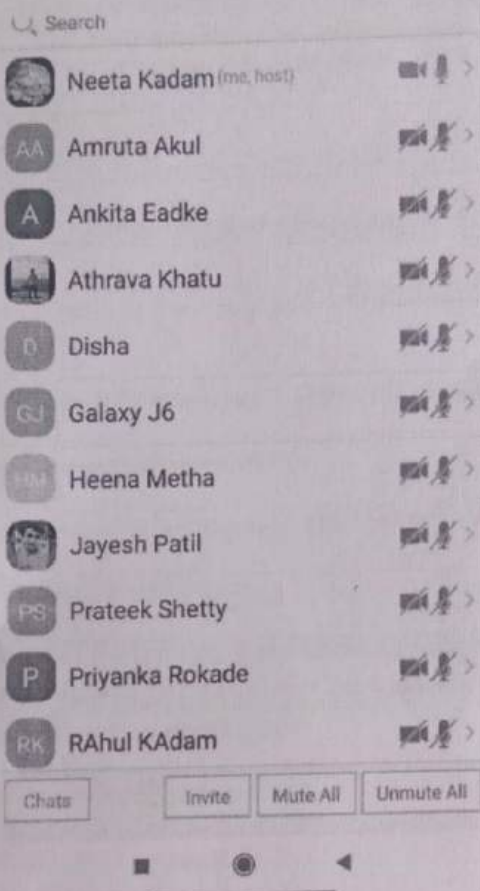 Search
Neeta Kadam (me, host)
AA Amruta Akul
A Ankita Eadke
Athrava Khatu
D Disha
GJ Galaxy J6
HM Heena Metha
Jayesh Patil
PS Prateek Shetty
P Priyanka Rokade
RK RAhul KAdam
Chats Invite Mute All Unmute All